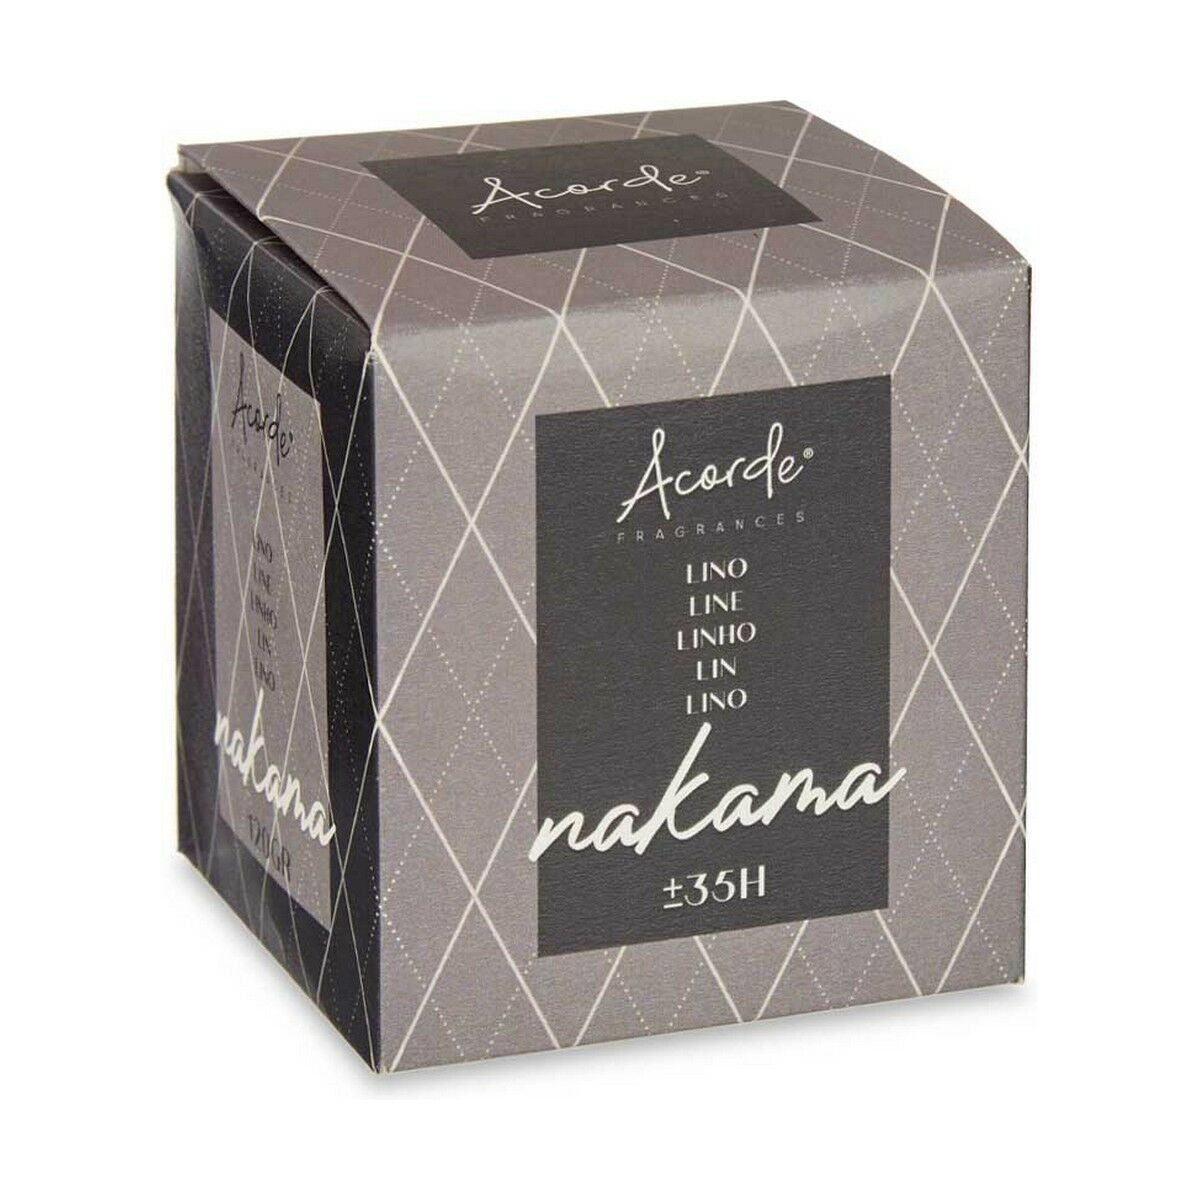 Acorde®
FRAGRANCES
Acorde®
FRAGRANCES
LINO
LINE
LINHO
LIN
LINO
nakama
120GR
Acorde®
FRAGRANCES
LINO
LINE
LINHO
LIN
LINO
nakama
±35H